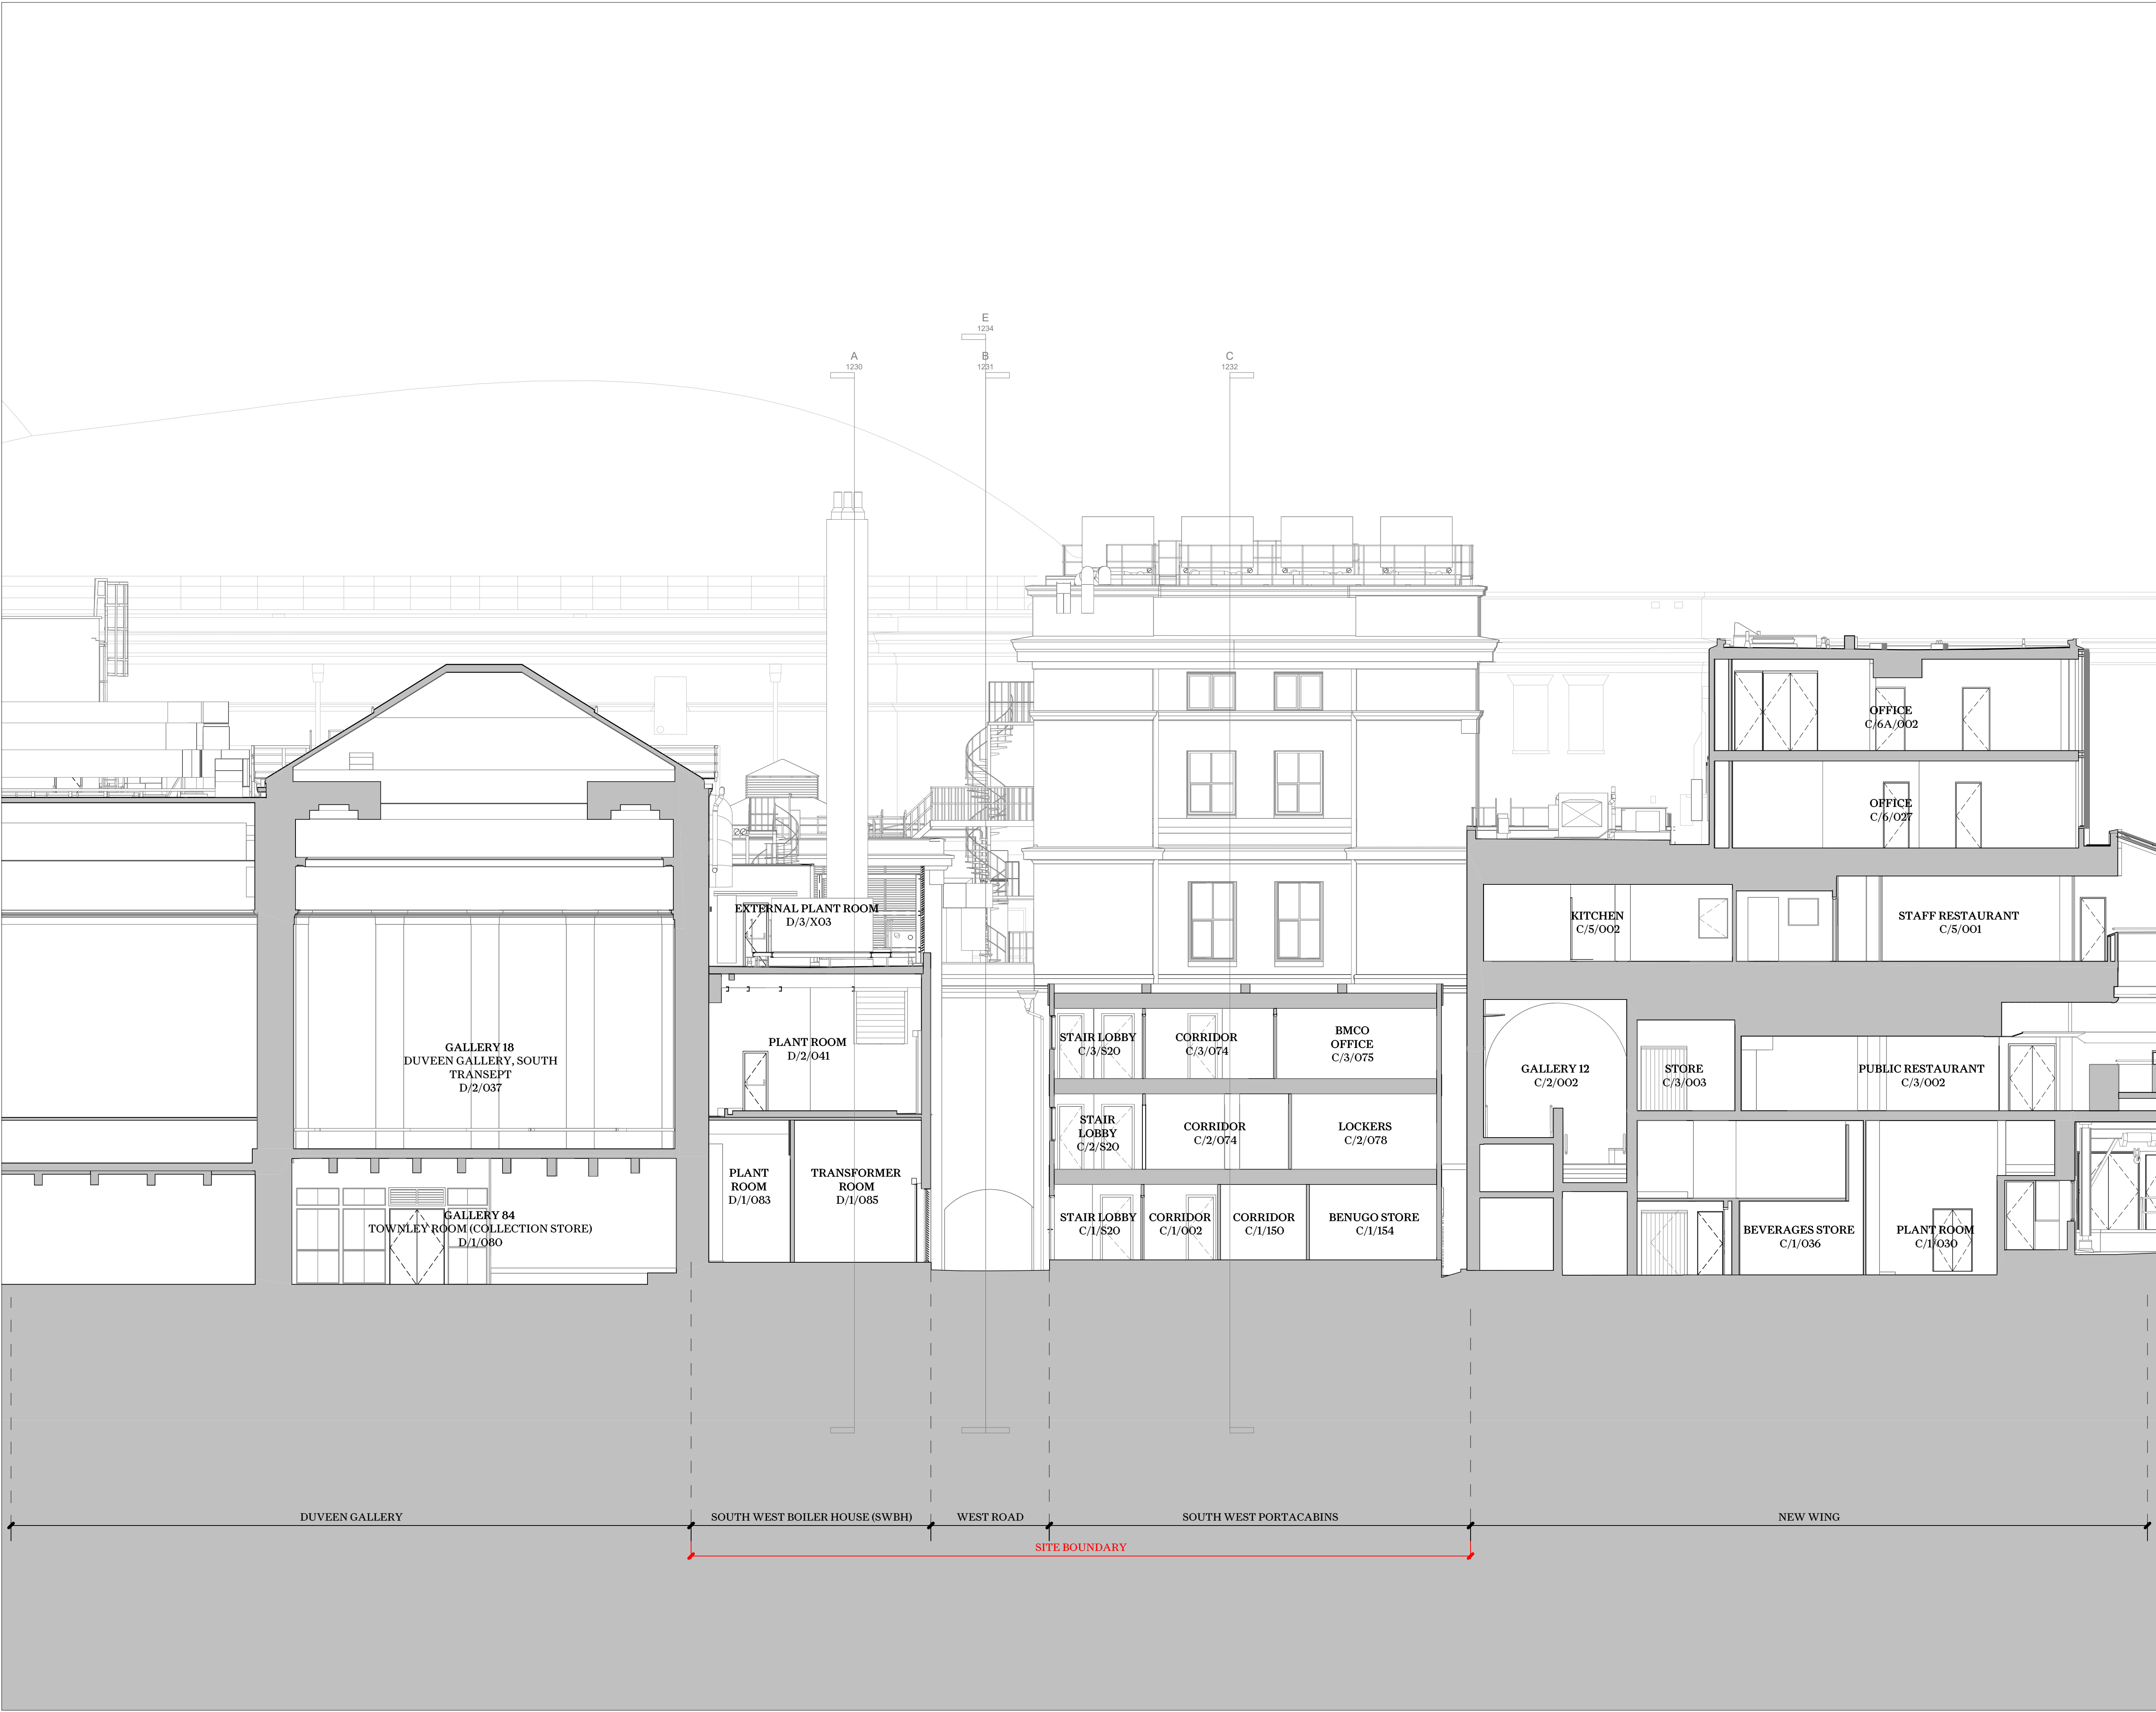 E
1234
A
1230
B
1231
C
1232
OFFICE
C/6A/002
OFFICE
C/6/027
EXTERNAL PLANT ROOM
D/3/X03
KITCHEN
C/5/002
STAFF RESTAURANT
C/5/001
GALLERY 18
DUVEEN GALLERY, SOUTH
TRANSEPT
D/2/037
PLANT ROOM
D/2/041
STAIR LOBBY
C/3/S20
CORRIDOR
C/3/074
BMCO
OFFICE
C/3/075
GALLERY 12
C/2/002
STORE
C/3/003
PUBLIC RESTAURANT
C/3/002
STAIR
LOBBY
C/2/S20
CORRIDOR
C/2/074
LOCKERS
C/2/078
PLANT
ROOM
D/1/083
TRANSFORMER
ROOM
D/1/085
GALLERY 84
TOWNLEY ROOM (COLLECTION STORE)
D/1/080
STAIR LOBBY
C/1/S20
CORRIDOR
C/1/002
CORRIDOR
C/1/150
BENUGO STORE
C/1/154
BEVERAGES STORE
C/1/036
PLANT ROOM
C/1/030
DUVEEN GALLERY
SOUTH WEST BOILER HOUSE (SWBH)
WEST ROAD
SOUTH WEST PORTACABINS
NEW WING
SITE BOUNDARY